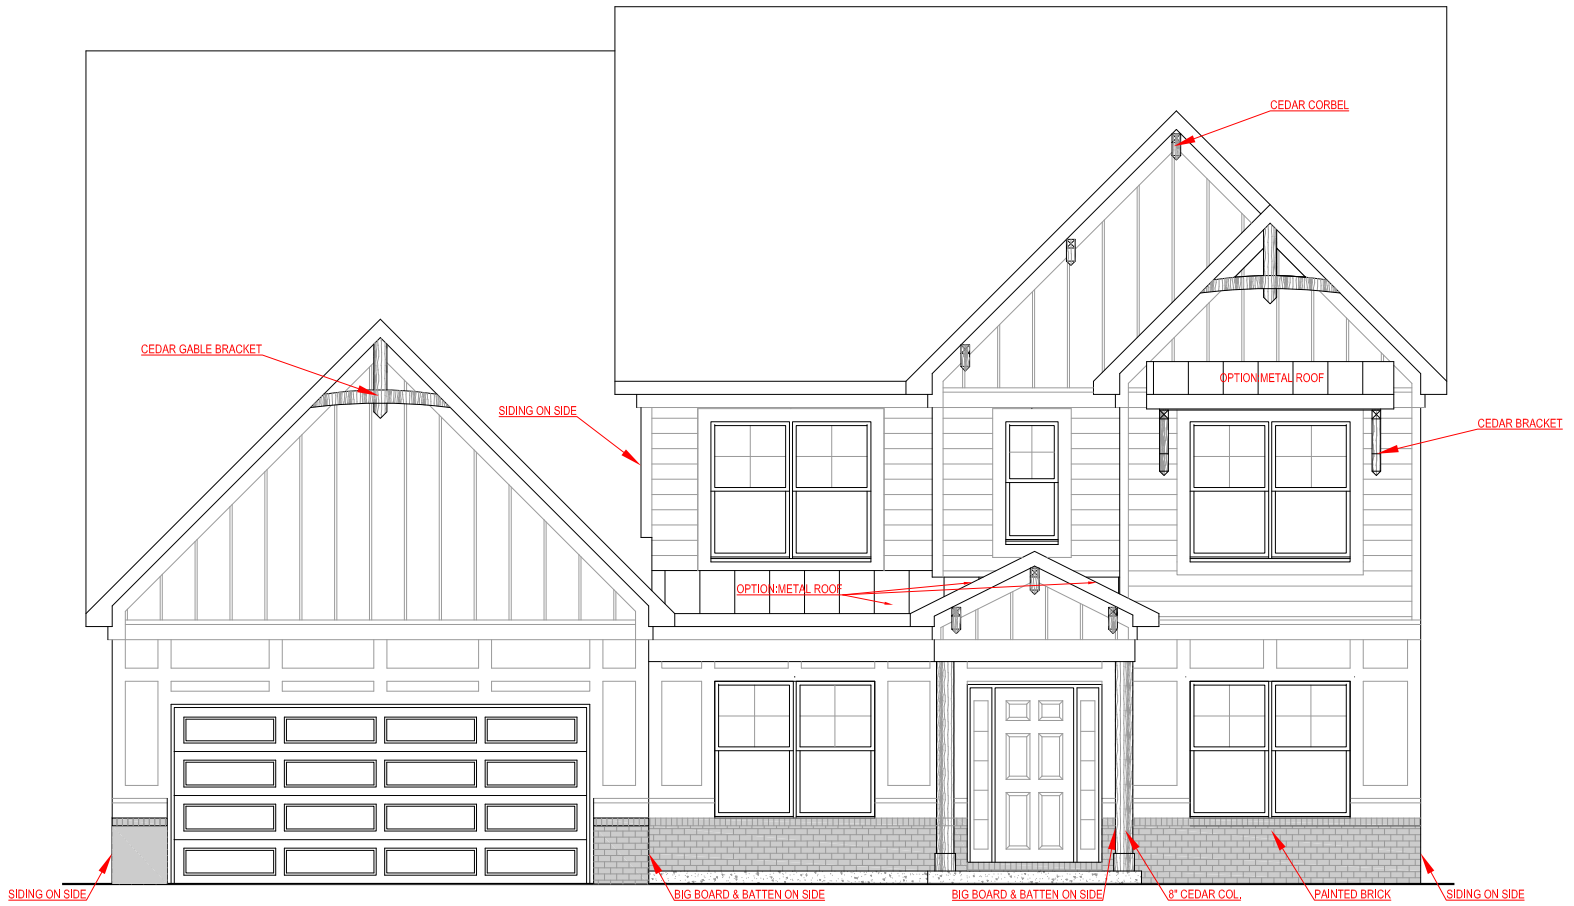 CEDAR CORBEL
CEDAR GABLE BRACKET
OPTION:METAL ROOF
SIDING ON SIDE
CEDAR BRACKET
OPTION:METAL ROOF
SIDING ON SIDE
BIG BOARD & BATTEN ON SIDE
BIG BOARD & BATTEN ON SIDE
8" CEDAR COL.
PAINTED BRICK
SIDING ON SIDE